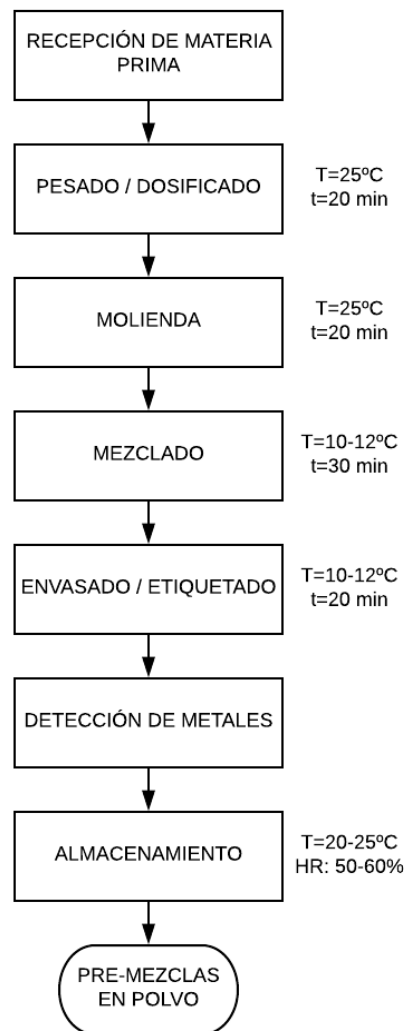 RECEPCIÓN DE MATERIA
PRIMA
PESADO / DOSIFICADO
T=25ºC
t=20 min
MOLIENDA
T=25ºC
t=20 min
MEZCLADO
T=10-12ºC
t=30 min
ENVASADO / ETIQUETADO
T=10-12ºC
t=20 min
DETECCIÓN DE METALES
ALMACENAMIENTO
T=20-25ºC
HR: 50-60%
PRE-MEZCLAS
EN POLVO